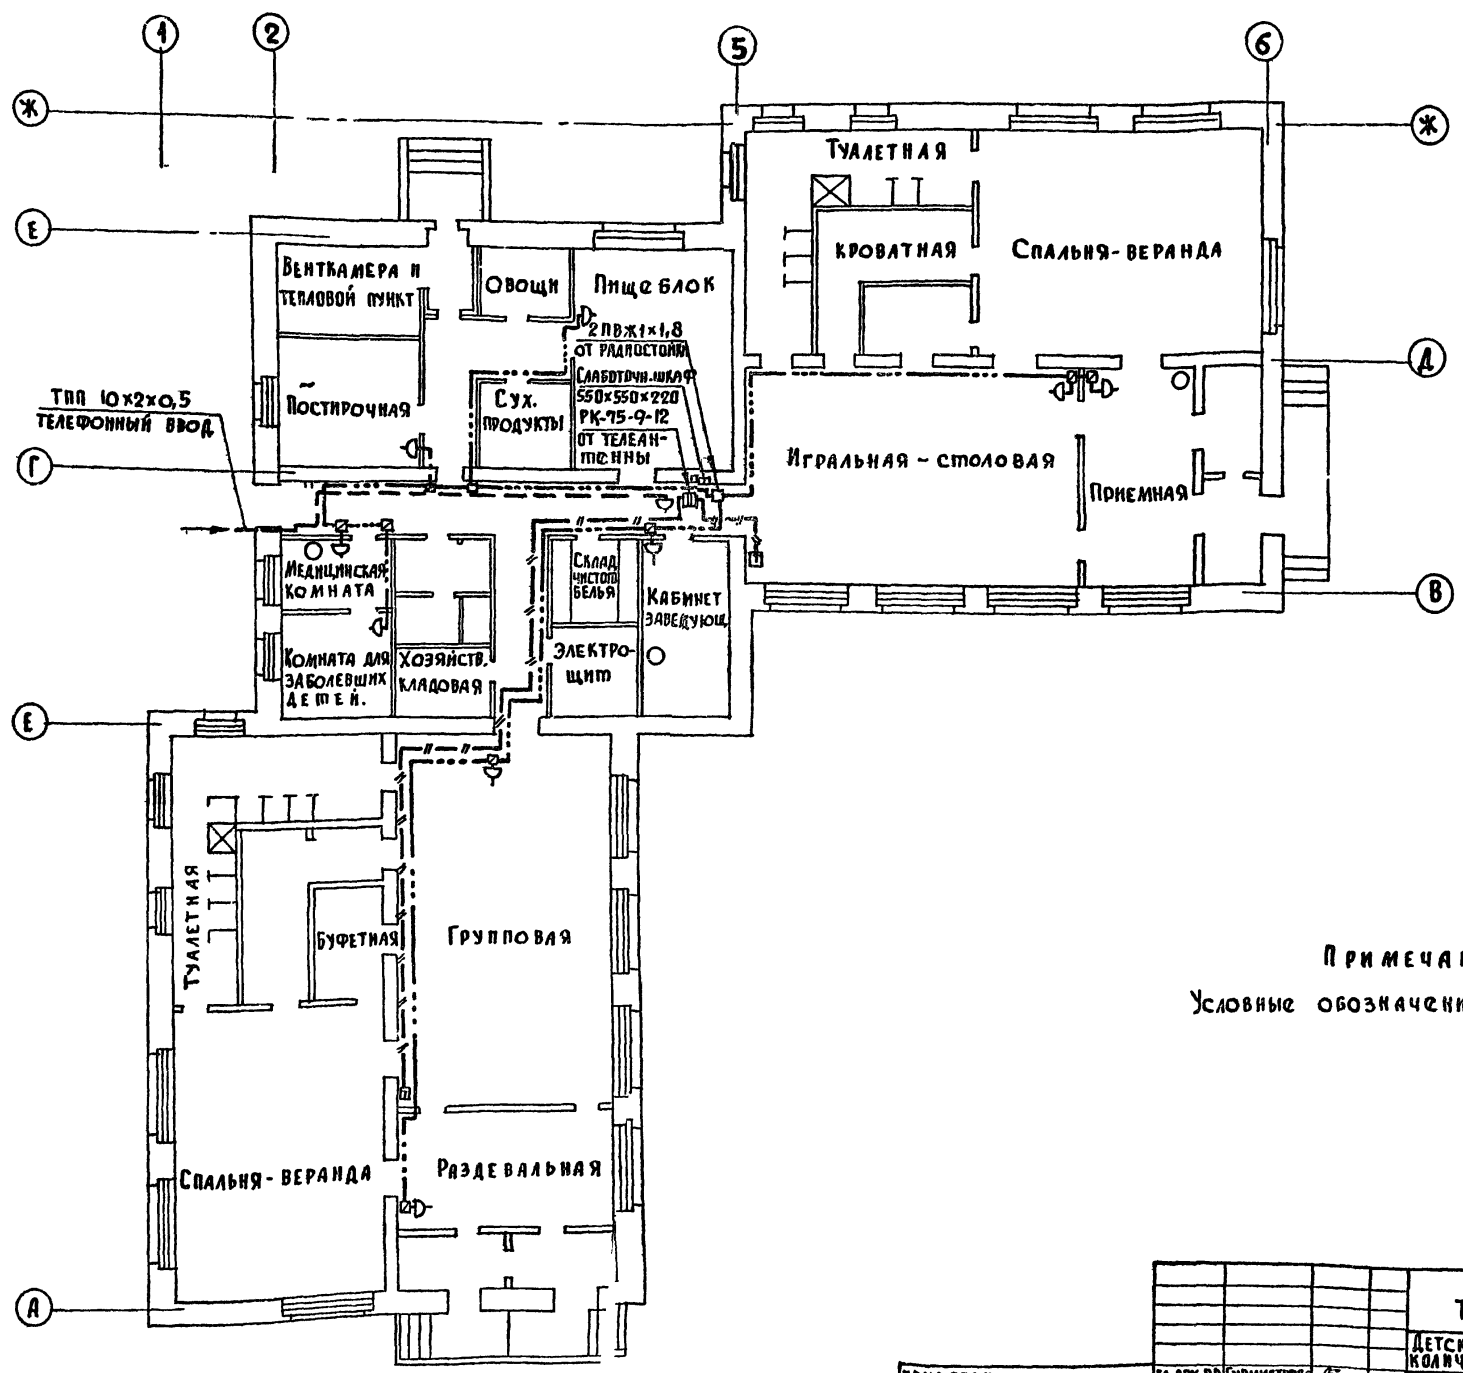 1 2 5 6
Ж Ж
ТУАЛЕТНАЯ
Е
КРОВАТНАЯ СПАЛЬНЯ-ВЕРАНДА
ВЕНТКАМЕРА И
ТЕПЛОВОЙ ПУНКТ
ОВОЩИ ПИЩЕБЛОК
2ПВЖ1×1,8
ОТ РАДИОСТОЙКИ
Д
СЛАБОТОЧН. ШКАФ
550×550×220
РК-75-9-12
ОТ ТЕЛЕАН-
ТЕННЫ
ТПП 10×2×0,5
ТЕЛЕФОННЫЙ ВВОД
ПОСТИРОЧНАЯ
СУХ.
ПРОДУКТЫ
Г
ИГРАЛЬНАЯ-СТОЛОВАЯ
ПРИЕМНАЯ
МЕДИЦИНСКАЯ
КОМНАТА
СКЛАД
ЧИСТОГО
БЕЛЬЯ
КАБИНЕТ
ЗАВЕДУЮЩ.
В
КОМНАТА ДЛЯ
ЗАБОЛЕВШИХ
ДЕТЕЙ.
ХОЗЯЙСТВ.
КЛАДОВАЯ
ЭЛЕКТРО-
ЩИТ
Е
ТУАЛЕТНАЯ
БУФЕТНАЯ
ГРУППОВАЯ
ПРИМЕЧА
УСЛОВНЫЕ ОБОЗНАЧЕНИ
СПАЛЬНЯ-ВЕРАНДА
РАЗДЕВАЛЬНАЯ
А
Т
ДЕТСК
КОЛИЧ